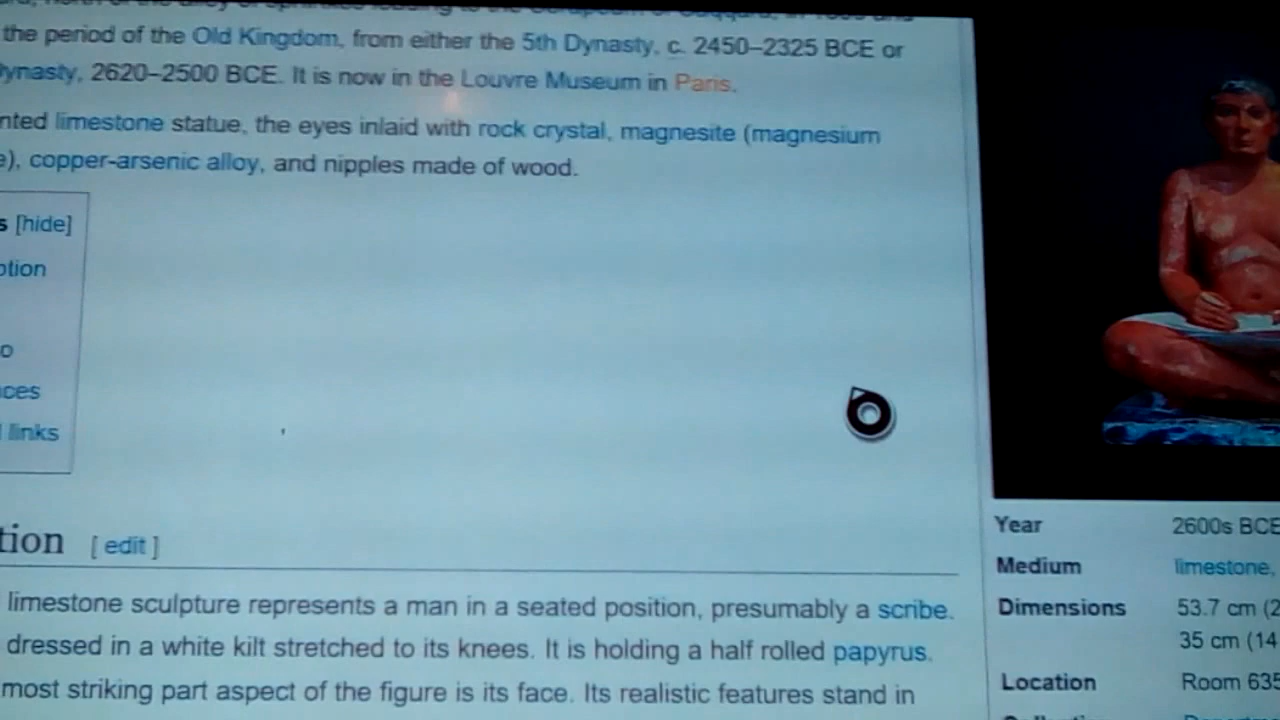 the period of the Old Kingdom, from either the 5th Dynasty, c. 2450–2325 BCE or
ynasty, 2620–2500 BCE. It is now in the Louvre Museum in Paris.
nted limestone statue, the eyes inlaid with rock crystal, magnesite (magnesium
e), copper-arsenic alloy, and nipples made of wood.
s [hide]
otion
o
ces
links
tion [ edit ]
limestone sculpture represents a man in a seated position, presumably a scribe.
dressed in a white kilt stretched to its knees. It is holding a half rolled papyrus.
most striking part aspect of the figure is its face. Its realistic features stand in
Year 2600s BCE
Medium limestone,
Dimensions 53.7 cm (2
35 cm (14
Location Room 635